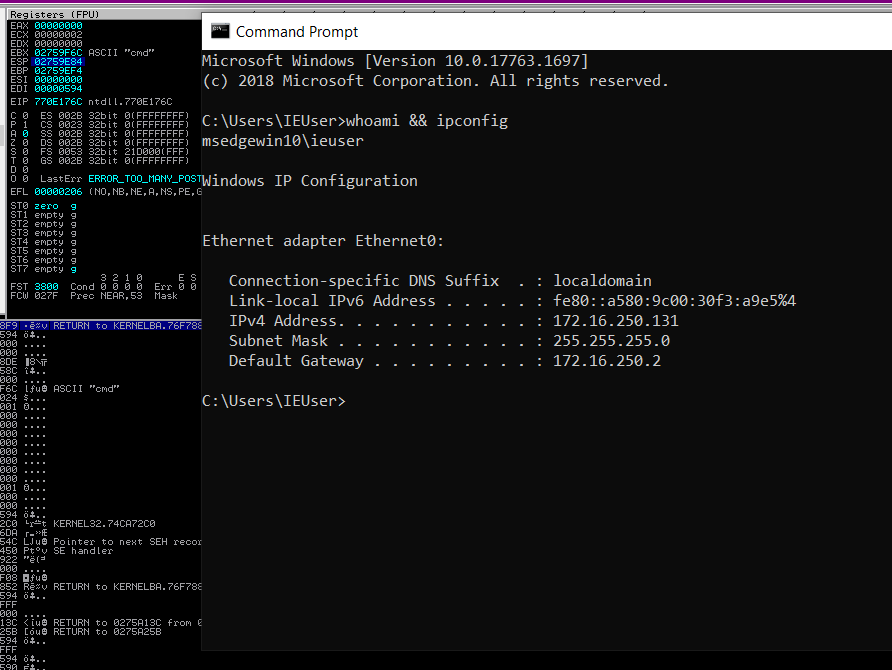 Registers (FPU)
EAX 00000000
ECX 00000002
EDX 00000000
EBX 02759F6C ASCII "cmd"
ESP 02759E84
EBP 02759EF4
ESI 00000000
EDI 00000594
EIP 770E176C ntdll.770E176C
C 0 ES 002B 32bit 0(FFFFFFFF)
P 1 CS 0023 32bit 0(FFFFFFFF)
A 0 SS 002B 32bit 0(FFFFFFFF)
Z 0 DS 002B 32bit 0(FFFFFFFF)
S 0 FS 0053 32bit 21D000(FFF)
T 0 GS 002B 32bit 0(FFFFFFFF)
D 0
O 0 LastErr ERROR_TOO_MANY_POST
EFL 00000206 (NO,NB,NE,A,NS,PE,G
ST0 zero g
ST1 empty g
ST2 empty g
ST3 empty g
ST4 empty g
ST5 empty g
ST6 empty g
ST7 empty g
3 2 1 0 E S
FST 3800 Cond 0 0 0 0 Err 0 0
FCW 027F Prec NEAR,53 Mask
8F9 RETURN to KERNELBA.76F788
594
000
000
8DE
58C
000
F6C ASCII "cmd"
024
001
000
000
000
000
000
000
000
000
001
000
000
594
2C0 KERNEL32.74CA72C0
6DA
54C Pointer to next SEH recor
450 SE handler
922
000
F08
852 RETURN to KERNELBA.76F788
594
FFF
000
13C RETURN to 0275A13C from 0
25B RETURN to 0275A25B
594
FFF
594
590
Command Prompt
Microsoft Windows [Version 10.0.17763.1697]
(c) 2018 Microsoft Corporation. All rights reserved.
C:\Users\IEUser>whoami && ipconfig
msedgewin10\ieuser
Windows IP Configuration
Ethernet adapter Ethernet0:
Connection-specific DNS Suffix . : localdomain
Link-local IPv6 Address . . . . . : fe80::a580:9c00:30f3:a9e5%4
IPv4 Address. . . . . . . . . . . : 172.16.250.131
Subnet Mask . . . . . . . . . . . : 255.255.255.0
Default Gateway . . . . . . . . . : 172.16.250.2
C:\Users\IEUser>